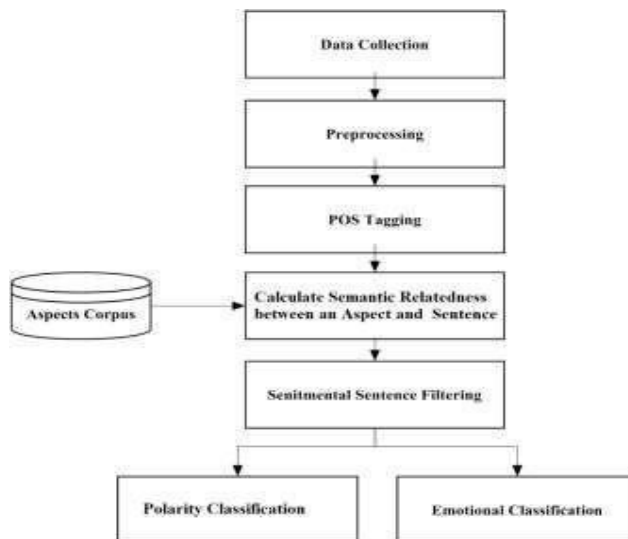 Data Collection
Preprocessing
POS Tagging
Aspects Corpus
Calculate Semantic Relatedness
between an Aspect and Sentence
Senitmental Sentence Filtering
Polarity Classification
Emotional Classification